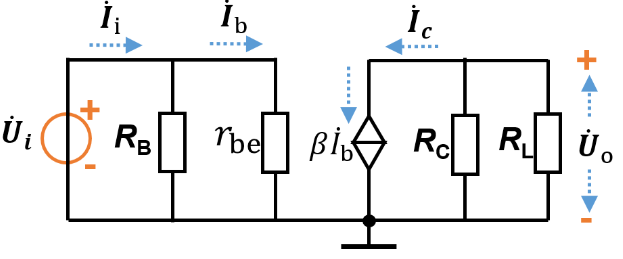 İi
İb
İc
+
U̇i
-
RB
rbe
βİb
RC
RL
+
U̇o
-